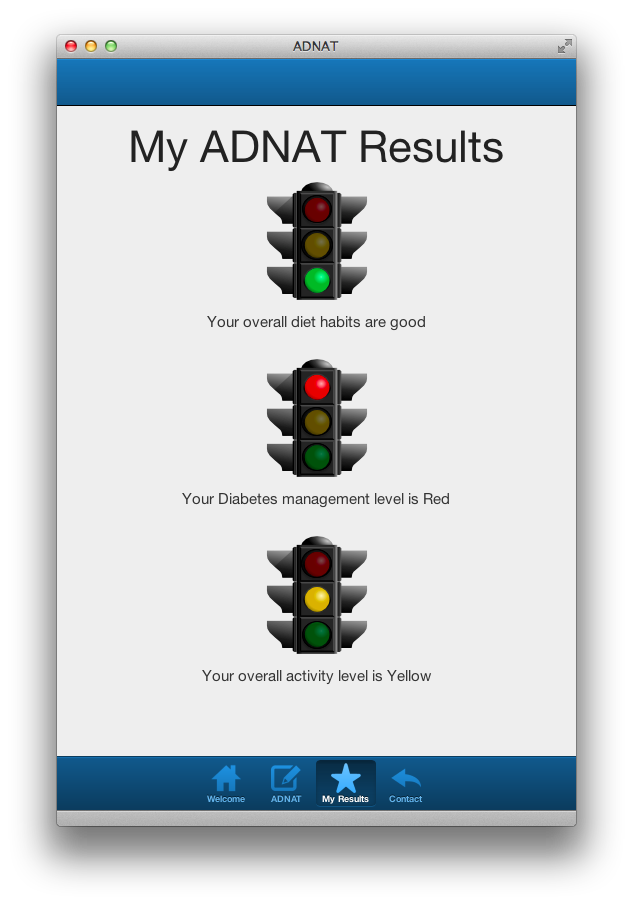 ADNAT
My ADNAT Results
Your overall diet habits are good
Your Diabetes management level is Red
Your overall activity level is Yellow
Welcome
ADNAT
My Results
Contact